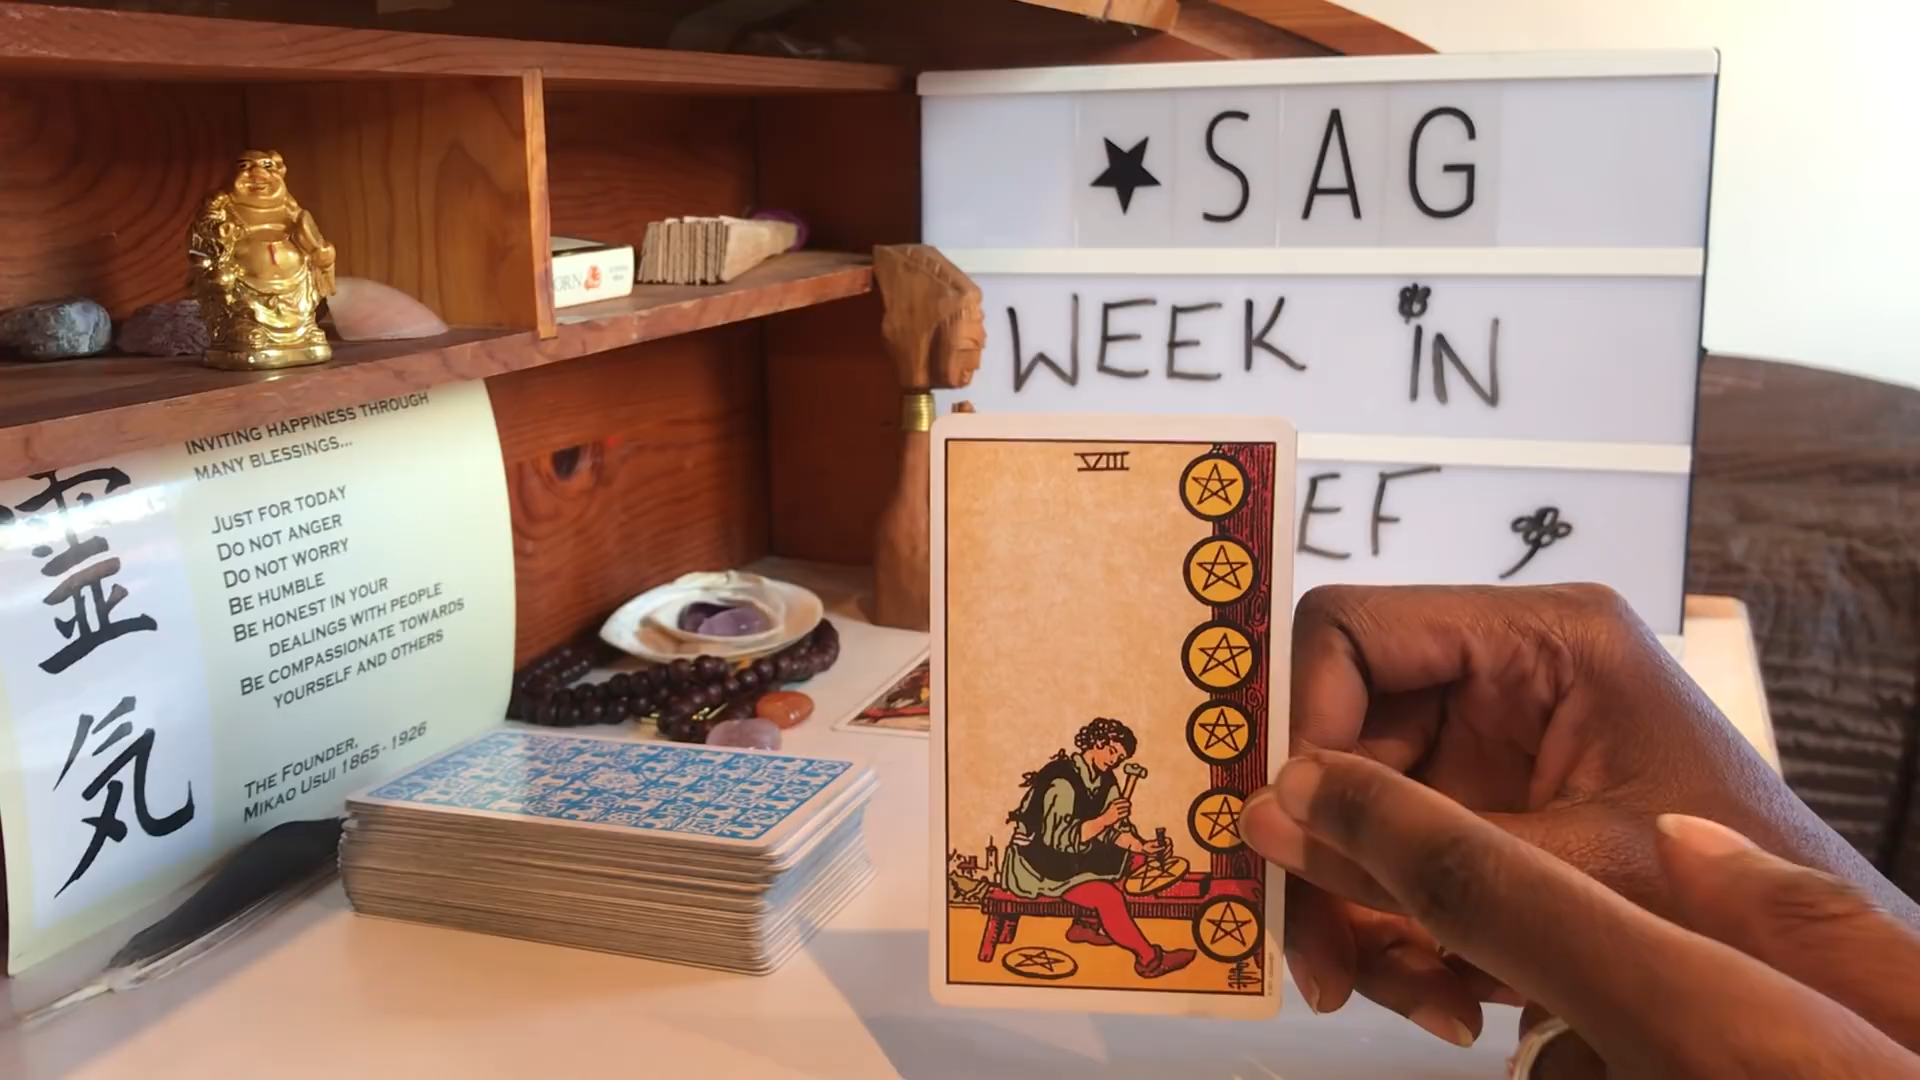 ★ SAG
WEEK IN
EF
VIII
ORN
INVITING HAPPINESS THROUGH
MANY BLESSINGS...
JUST FOR TODAY
DO NOT ANGER
DO NOT WORRY
BE HUMBLE
BE HONEST IN YOUR
DEALINGS WITH PEOPLE
BE COMPASSIONATE TOWARDS
YOURSELF AND OTHERS
THE FOUNDER,
MIKAO USUI 1865-1926
靈
気